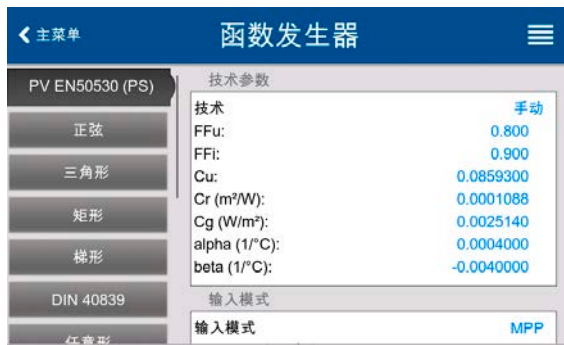 主菜单
函数发生器
PV EN50530 (PS)
正弦
三角形
矩形
梯形
DIN 40839
任意形
技术参数
技术 手动
FFu: 0.800
FFi: 0.900
Cu: 0.0859300
Cr (m²/W): 0.0001088
Cg (W/m²): 0.0025140
alpha (1/°C): 0.0004000
beta (1/°C): -0.0040000
输入模式
输入模式 MPP